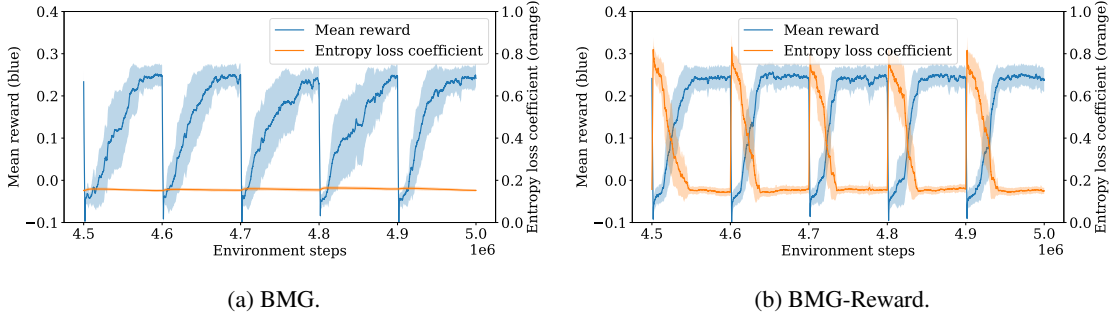 Mean reward
Entropy loss coefficient
Mean reward (blue)
0.4
0.3
0.2
0.1
0.0
−0.1
1.0
0.8
0.6
0.4
0.2
0.0
Entropy loss coefficient (orange)
4.5 4.6 4.7 4.8 4.9 5.0
Environment steps
1e6
(a) BMG.
Mean reward
Entropy loss coefficient
Mean reward (blue)
0.4
0.3
0.2
0.1
0.0
−0.1
1.0
0.8
0.6
0.4
0.2
0.0
Entropy loss coefficient (orange)
4.5 4.6 4.7 4.8 4.9 5.0
Environment steps
1e6
(b) BMG-Reward.